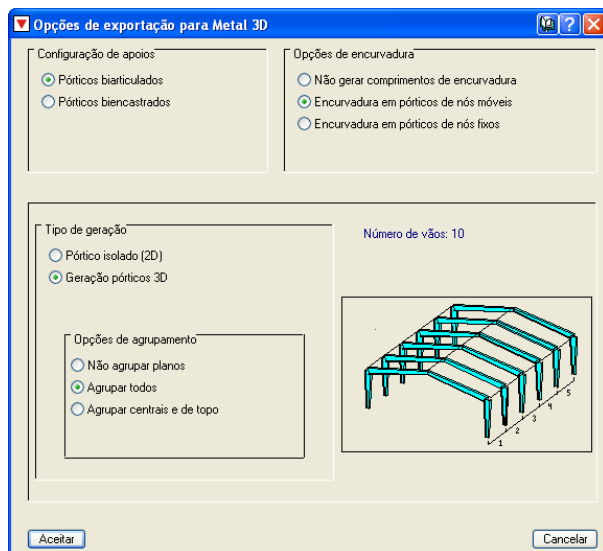 Opções de exportação para Metal 3D
Configuração de apoios
Pórticos biarticulados
Pórticos biencastrados
Opções de encurvadura
Não gerar comprimentos de encurvadura
Encurvadura em pórticos de nós móveis
Encurvadura em pórticos de nós fixos
Tipo de geração
Pórtico isolado (2D)
Geração pórticos 3D
Opções de agrupamento
Não agrupar planos
Agrupar todos
Agrupar centrais e de topo
Número de vãos: 10
1 2 3 4 5
Aceitar
Cancelar